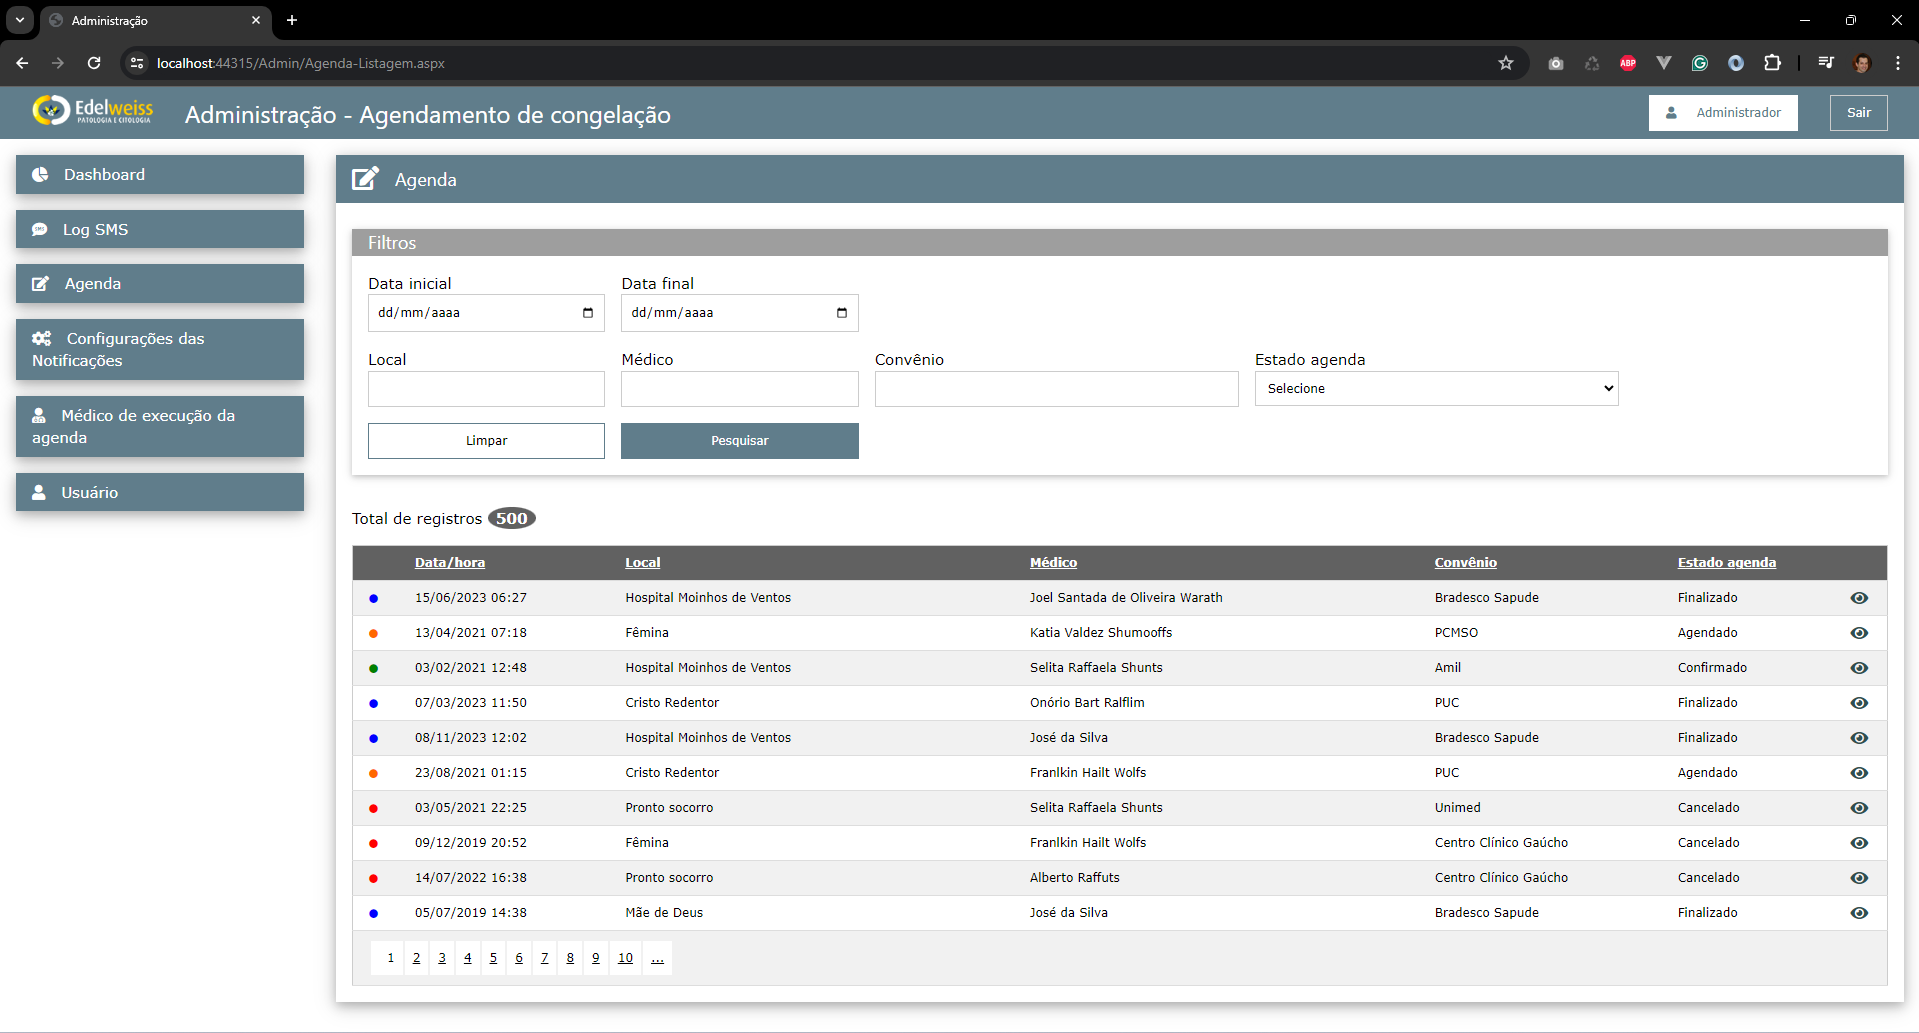 Administração
localhost:44315/Admin/Agenda-Listagem.aspx
ABP
Edelweiss
PATOLOGIA E CITOLOGIA
Administração - Agendamento de congelação
Administrador
Sair
Dashboard
Log SMS
Agenda
Configurações das
Notificações
Médico de execução da
agenda
Usuário
Agenda
Filtros
Data inicial Data final
dd/mm/aaaa dd/mm/aaaa
Local Médico Convênio Estado agenda
Selecione
Limpar Pesquisar
Total de registros 500
Data/hora Local Médico Convênio Estado agenda
15/06/2023 06:27 Hospital Moinhos de Ventos Joel Santada de Oliveira Warath Bradesco Sapude Finalizado
13/04/2021 07:18 Fêmina Katia Valdez Shumooffs PCMSO Agendado
03/02/2021 12:48 Hospital Moinhos de Ventos Selita Raffaela Shunts Amil Confirmado
07/03/2023 11:50 Cristo Redentor Onório Bart Ralflim PUC Finalizado
08/11/2023 12:02 Hospital Moinhos de Ventos José da Silva Bradesco Sapude Finalizado
23/08/2021 01:15 Cristo Redentor Franlkin Hailt Wolfs PUC Agendado
03/05/2021 22:25 Pronto socorro Selita Raffaela Shunts Unimed Cancelado
09/12/2019 20:52 Fêmina Franlkin Hailt Wolfs Centro Clínico Gaúcho Cancelado
14/07/2022 16:38 Pronto socorro Alberto Raffuts Centro Clínico Gaúcho Cancelado
05/07/2019 14:38 Mãe de Deus José da Silva Bradesco Sapude Finalizado
1 2 3 4 5 6 7 8 9 10 ...